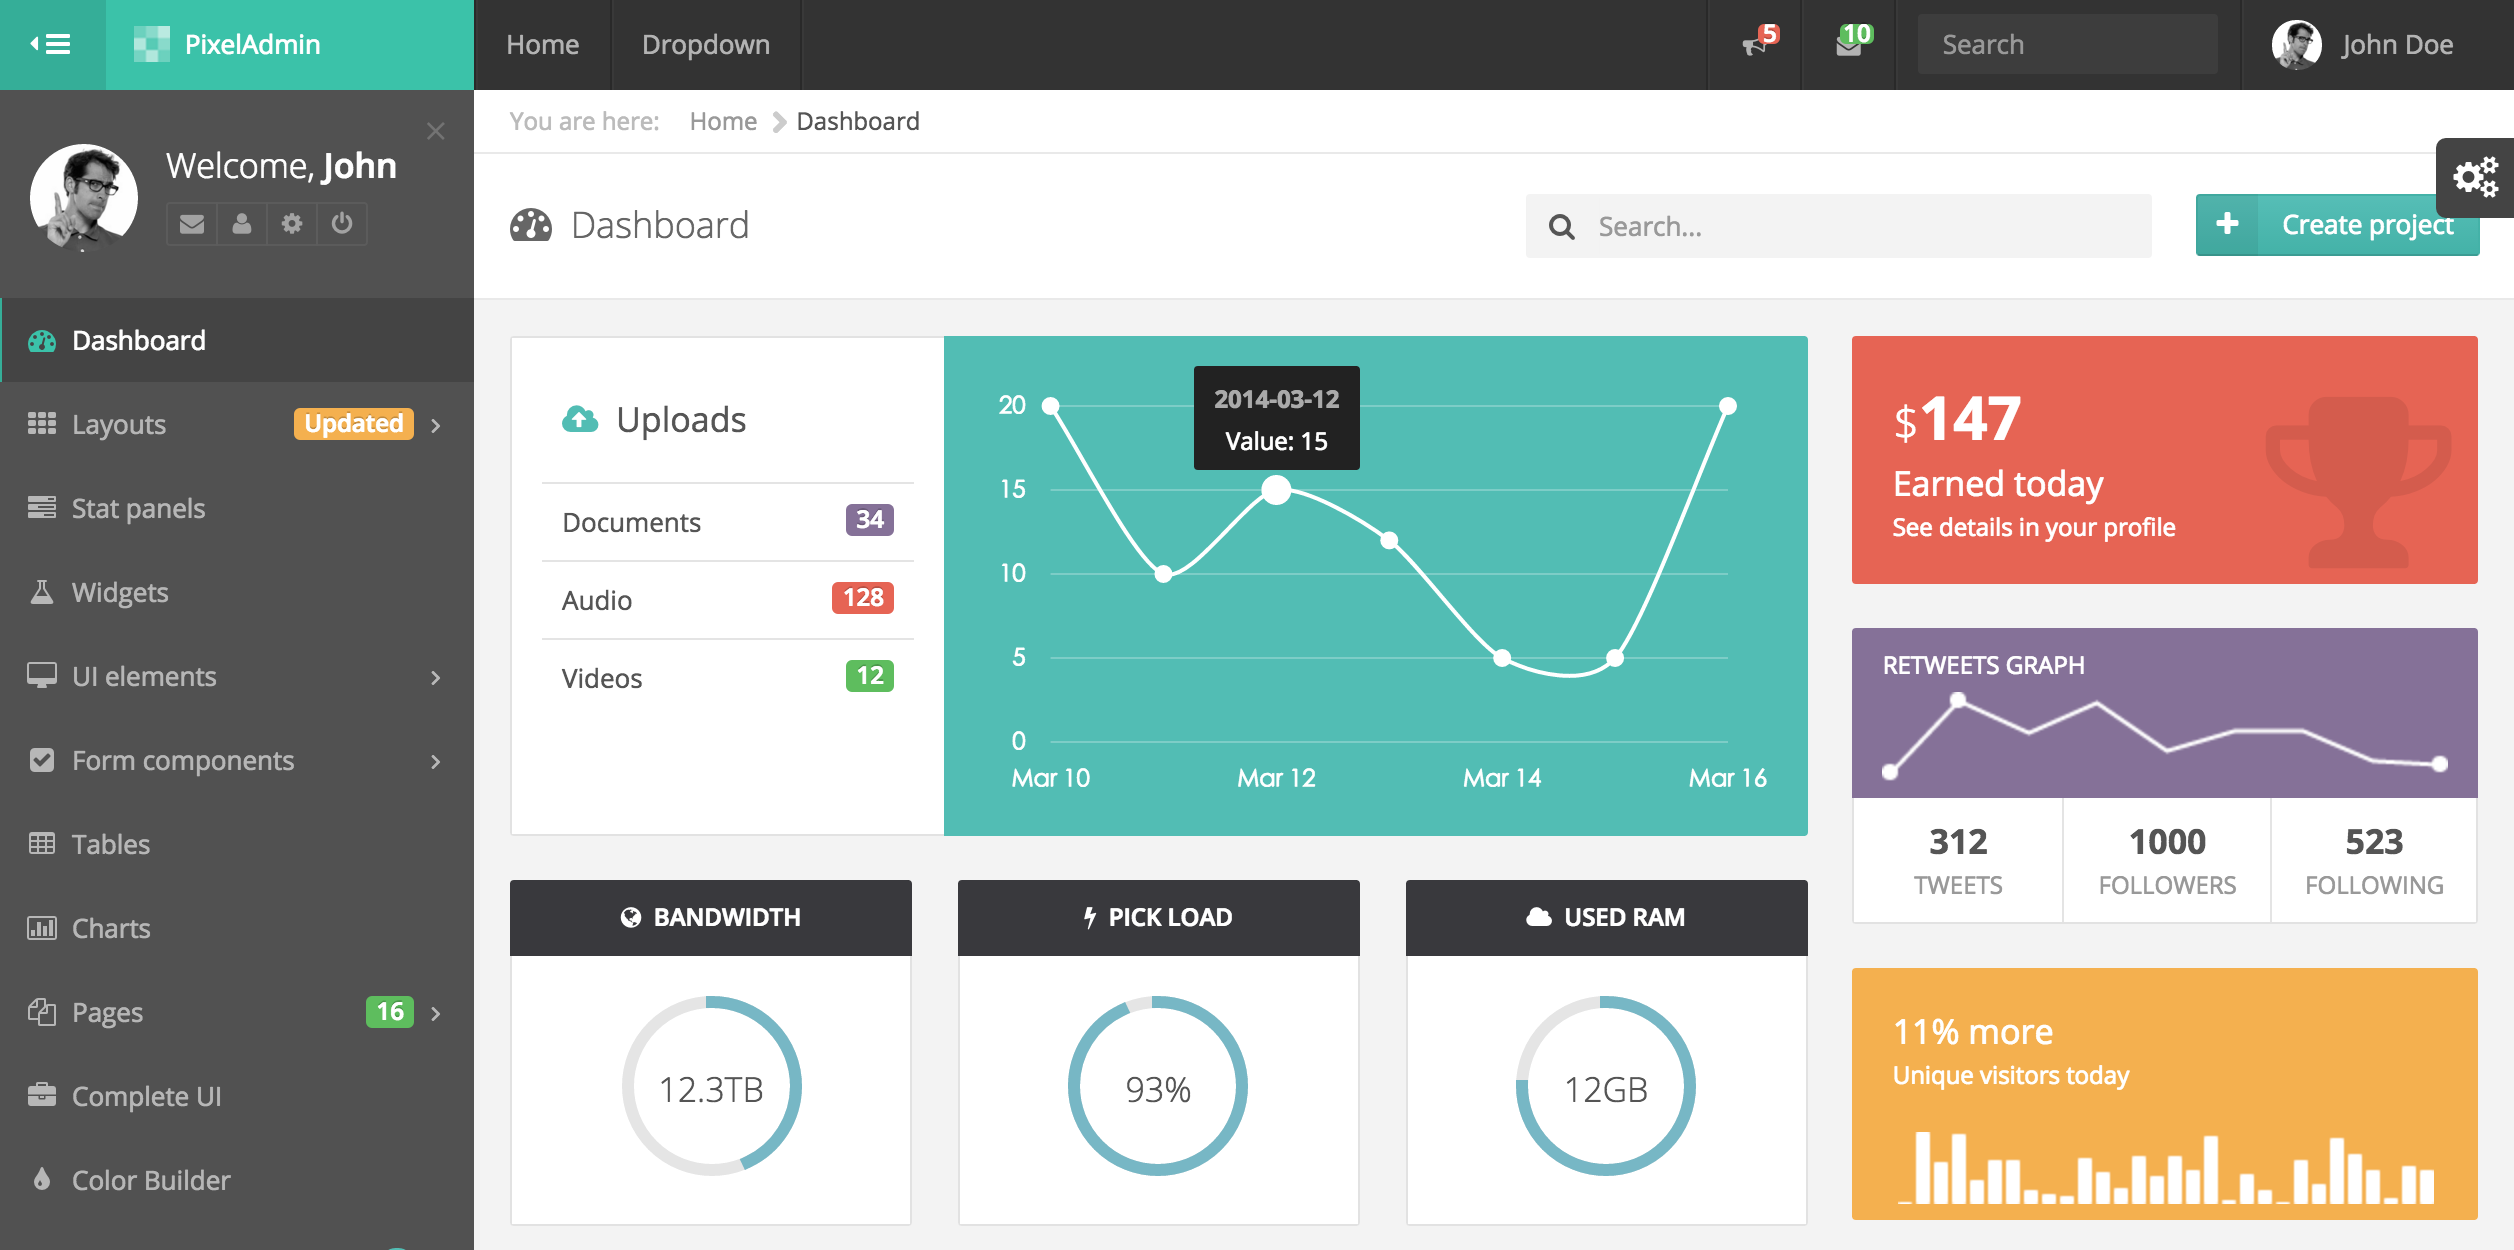 PixelAdmin
Home
Dropdown
5
10
Search
John Doe
Welcome, John
Dashboard
Layouts
Updated
Stat panels
Widgets
UI elements
Form components
Tables
Charts
Pages
16
Complete UI
Color Builder
You are here: Home Dashboard
Dashboard
Search...
Create project
Uploads
Documents 34
Audio 128
Videos 12
2014-03-12
Value: 15
20
15
10
5
0
Mar 10 Mar 12 Mar 14 Mar 16
$147
Earned today
See details in your profile
RETWEETS GRAPH
312
TWEETS
1000
FOLLOWERS
523
FOLLOWING
BANDWIDTH
12.3TB
PICK LOAD
93%
USED RAM
12GB
11% more
Unique visitors today